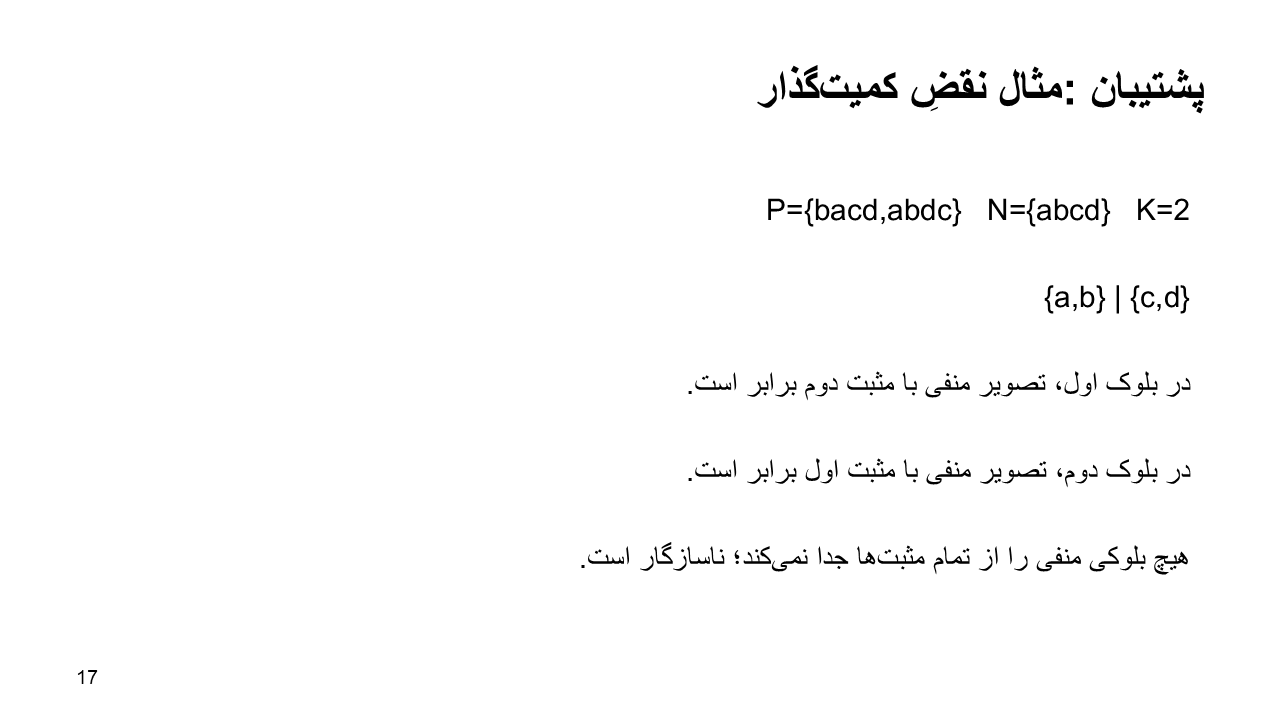 پشتیبان :مثال نقضِ کمیت‌گذار
P={bacd,abdc}   N={abcd}   K=2
{a,b} | {c,d}
در بلوک اول، تصویر منفی با مثبت دوم برابر است.
در بلوک دوم، تصویر منفی با مثبت اول برابر است.
هیچ بلوکی منفی را از تمام مثبت‌ها جدا نمی‌کند؛ ناسازگار است.
17